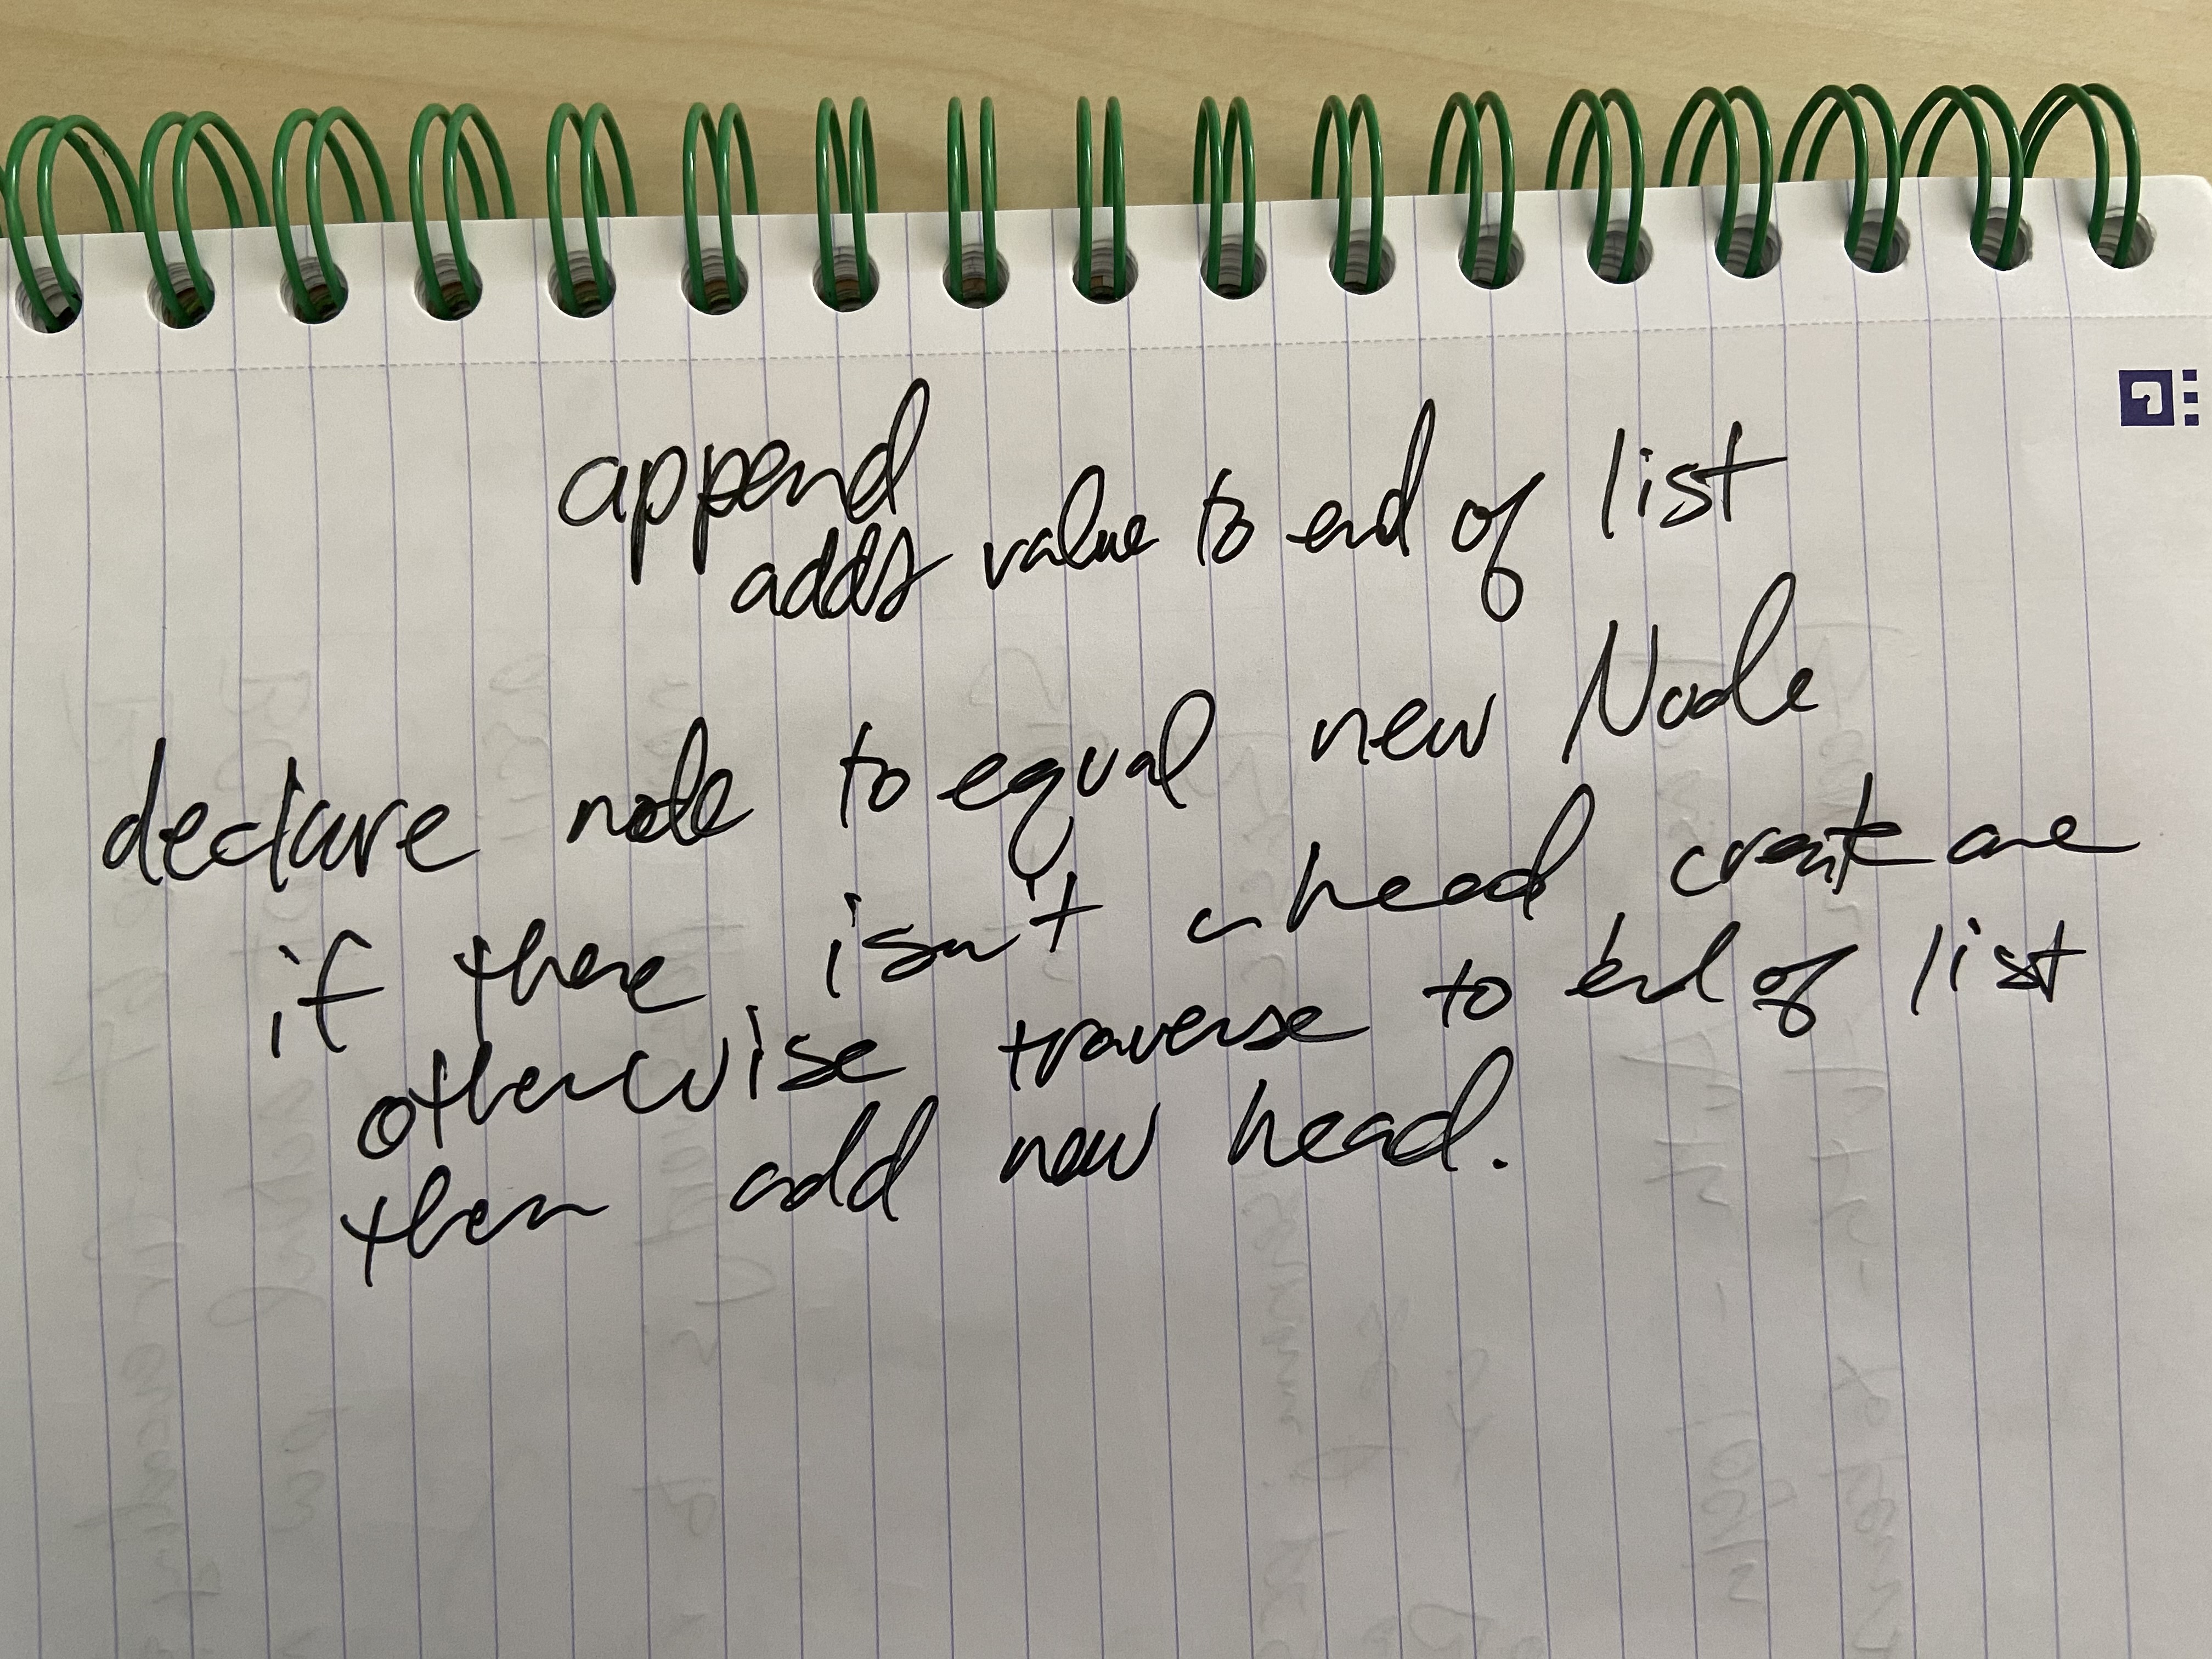 append
adds value to end of list
declare node to equal new Node
if there isn't a head create one
otherwise traverse to end of list
then add new head.